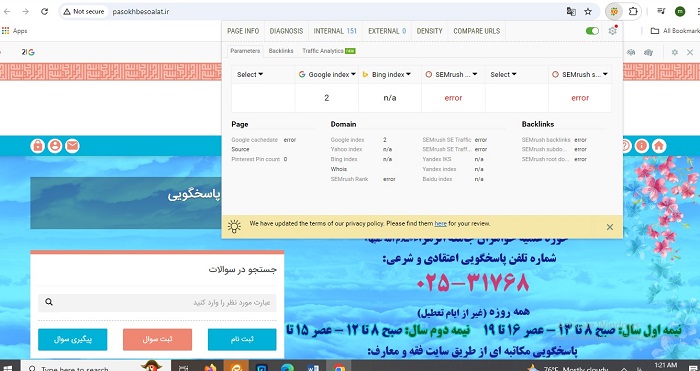 Not secure pasokhbesoalat.ir
Apps
All Bookmark
PAGE INFO DIAGNOSIS INTERNAL 151 EXTERNAL 0 DENSITY COMPARE URLS
Parameters Backlinks Traffic Analytics
Select Google index Bing index SEMrush ... Select SEMrush s...
2 n/a error error
Page Domain Backlinks
Google cachedate error Google index 2 SEMrush SE Traffic error SEMrush backlinks error
Source Yahoo index n/a SEMrush SE Traff... error SEMrush subdo... error
Pinterest Pin count 0 Bing index n/a Yandex IKS n/a SEMrush root do... error
Whois Yandex index n/a
SEMrush Rank error Baidu index n/a
We have updated the terms of our privacy policy. Please find them here for your review.
پاسخگویی
شماره تلفن پاسخگویی اعتقادی و شرعی:
۰۲۵-۳۱۷۶۸
همه روزه (غیر از ایام تعطیل)
نیمه اول سال: صبح ۸ تا ۱۳ – عصر ۱۶ تا ۱۹ نیمه دوم سال: صبح ۸ تا ۱۲ – عصر ۱۵ تا
پاسخگویی مکاتبه ای از طریق سایت فقه و معارف:
جستجو در سوالات
عبارت مورد نظر را وارد کنید
ثبت نام ثبت سوال پیگیری سوال
Type here to search
76°F Mostly cloudy
1:21 AM